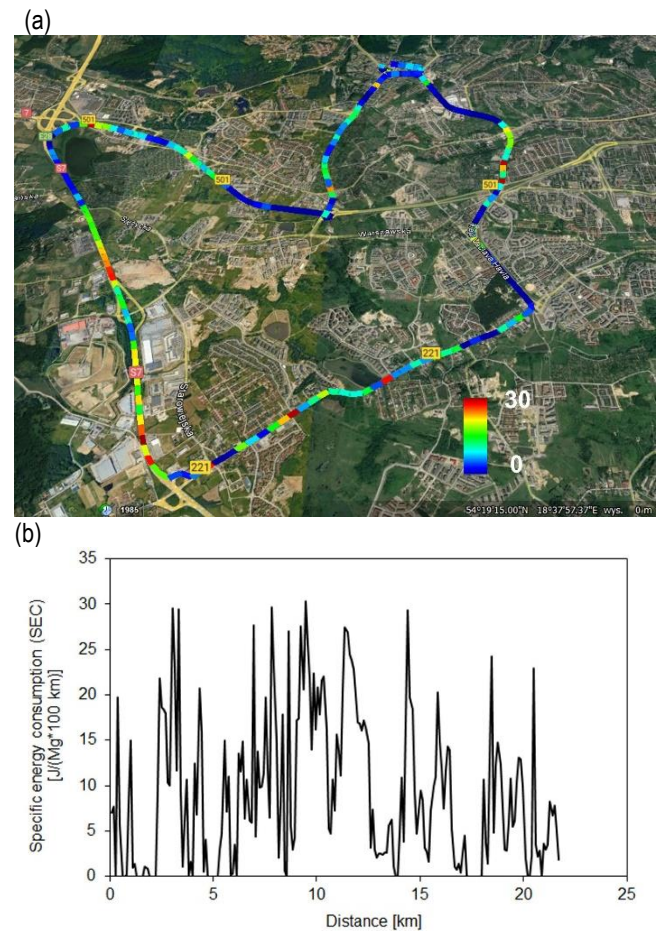 (a)
501
S7
501
501
Warszawska
S7
221
221
30
0
1985
54°19'15.00"N 18°37'57.37"E wys. 0 m
(b)
35
30
25
20
15
10
5
0
0 5 10 15 20 25
Specific energy consumption (SEC)
[J/(Mg*100 km)]
Distance [km]